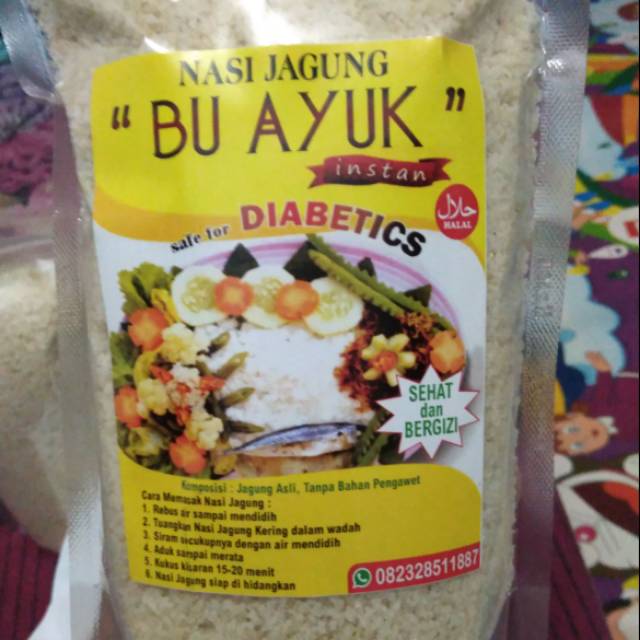 NASI JAGUNG
" BU AYUK "
instan
حلال
HALAL
safe for DIABETICS
SEHAT
dan
BERGIZI
Komposisi : Jagung Asli, Tanpa Bahan Pengawet
Cara Memasak Nasi Jagung :
1. Rebus air sampai mendidih
2. Tuangkan Nasi Jagung Kering dalam wadah
3. Siram secukupnya dengan air mendidih
4. Aduk sampai merata
5. Kukus kisaran 15-20 menit
6. Nasi Jagung siap di hidangkan
082328511887